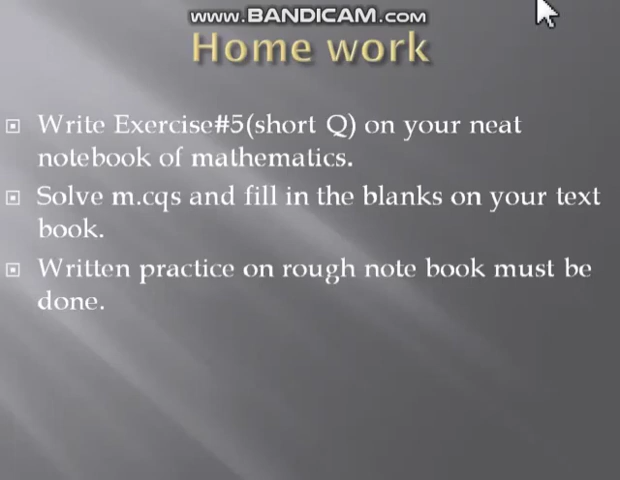 www.BANDICAM.com
Home work
Write Exercise#5(short Q) on your neat
notebook of mathematics.
Solve m.cqs and fill in the blanks on your text
book.
Written practice on rough note book must be
done.